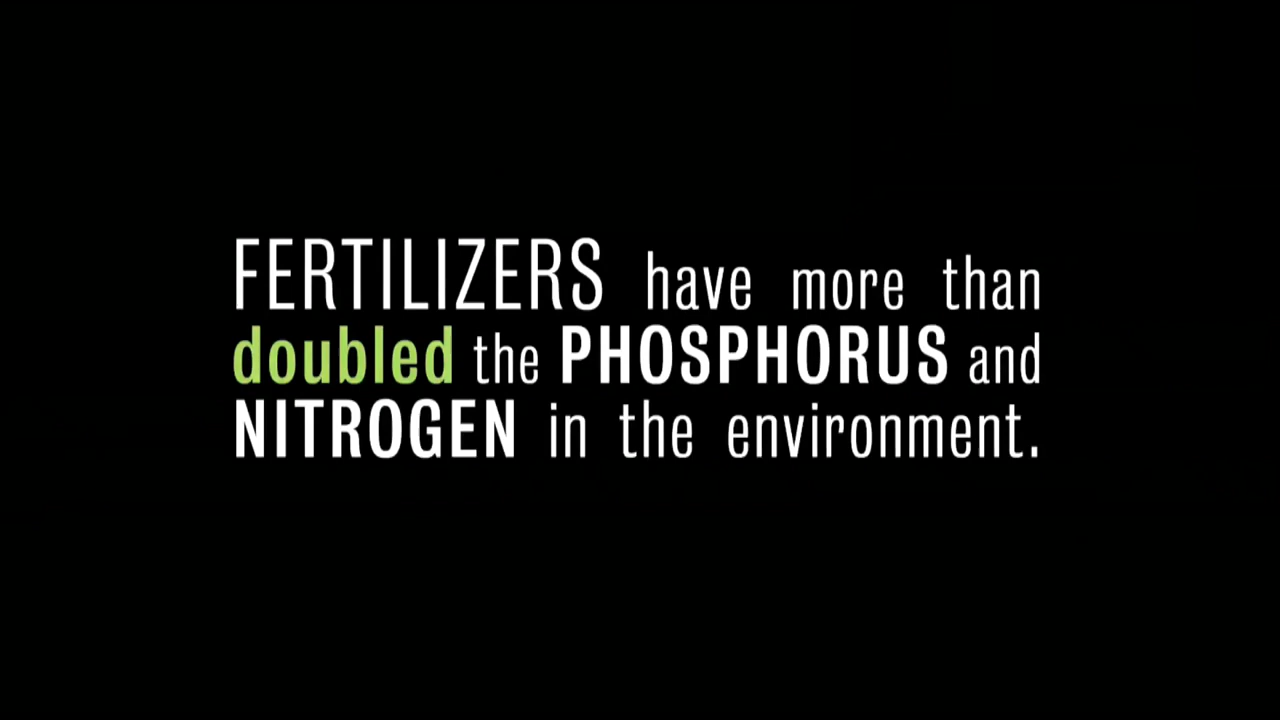 FERTILIZERS have more than
doubled the PHOSPHORUS and
NITROGEN in the environment.